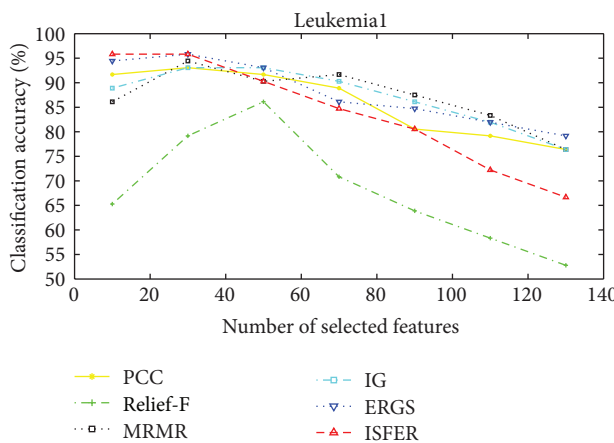 Leukemia1
Classification accuracy (%)
100
95
90
85
80
75
70
65
60
55
50
0 20 40 60 80 100 120 140
Number of selected features
PCC
Relief-F
MRMR
IG
ERGS
ISFER